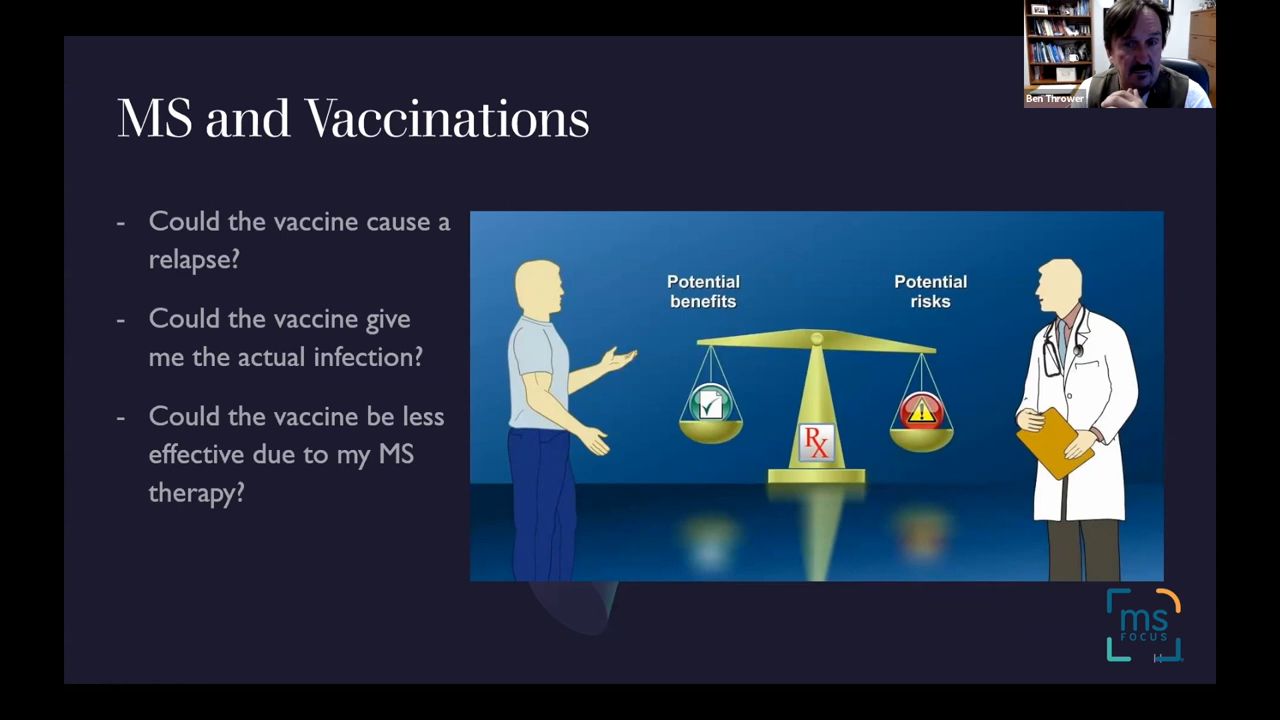 Ben Thrower
MS and Vaccinations
- Could the vaccine cause a
relapse?
- Could the vaccine give
me the actual infection?
- Could the vaccine be less
effective due to my MS
therapy?
Potential
benefits
Potential
risks
Rx
ms
FOCUS